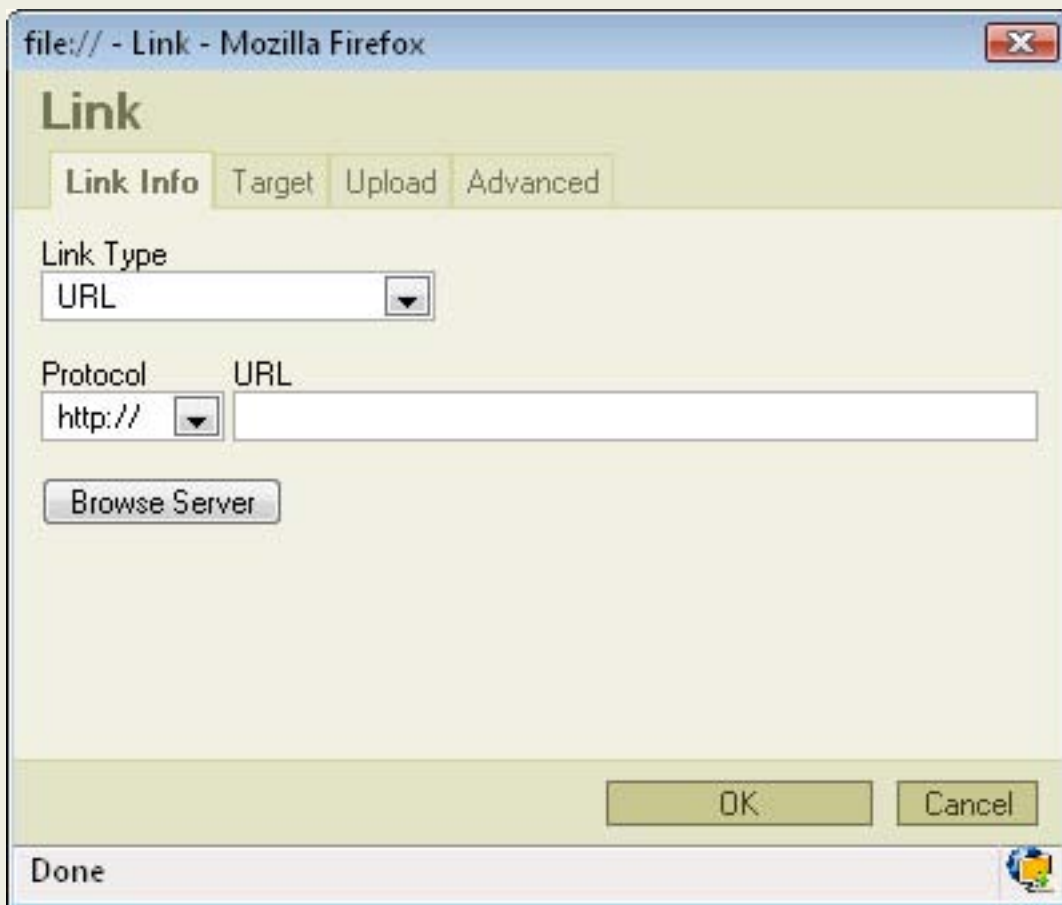 file:// - Link - Mozilla Firefox
Link
Link Info Target Upload Advanced
Link Type
URL
Protocol URL
http://
Browse Server
OK Cancel
Done